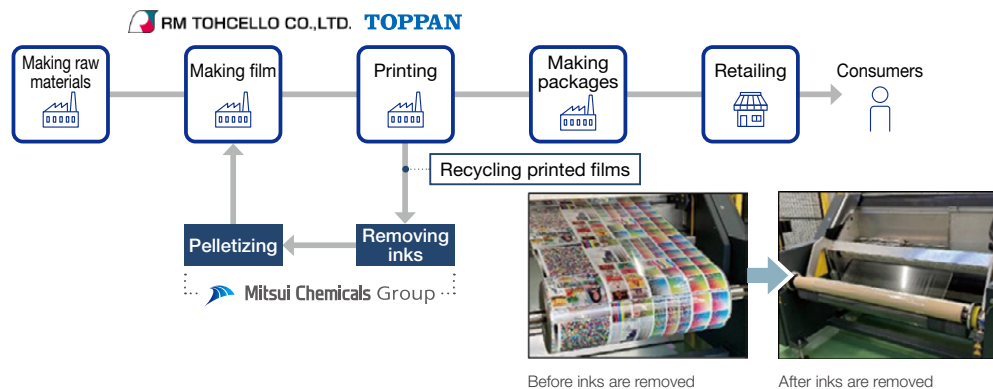 RM TOHCELLO CO.,LTD.
TOPPAN
Making raw
materials
Making film
Printing
Making
packages
Retailing
Consumers
Recycling printed films
Pelletizing
Removing
inks
Mitsui Chemicals Group
Before inks are removed
After inks are removed